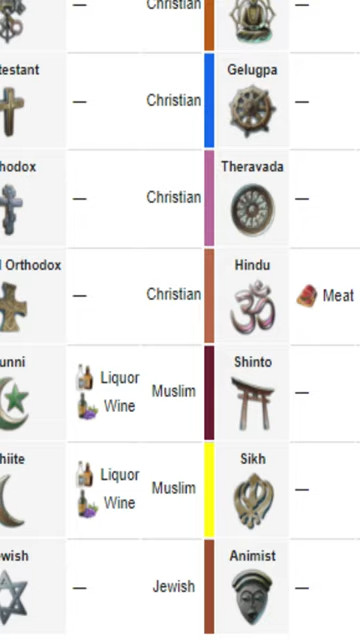 — Christian
testant Gelugpa
— Christian —
hodox Theravada
— Christian —
l Orthodox Hindu
— Christian Meat
unni Shinto
Liquor
Wine
Muslim —
hiite Sikh
Liquor
Wine
Muslim —
wish Animist
— Jewish —